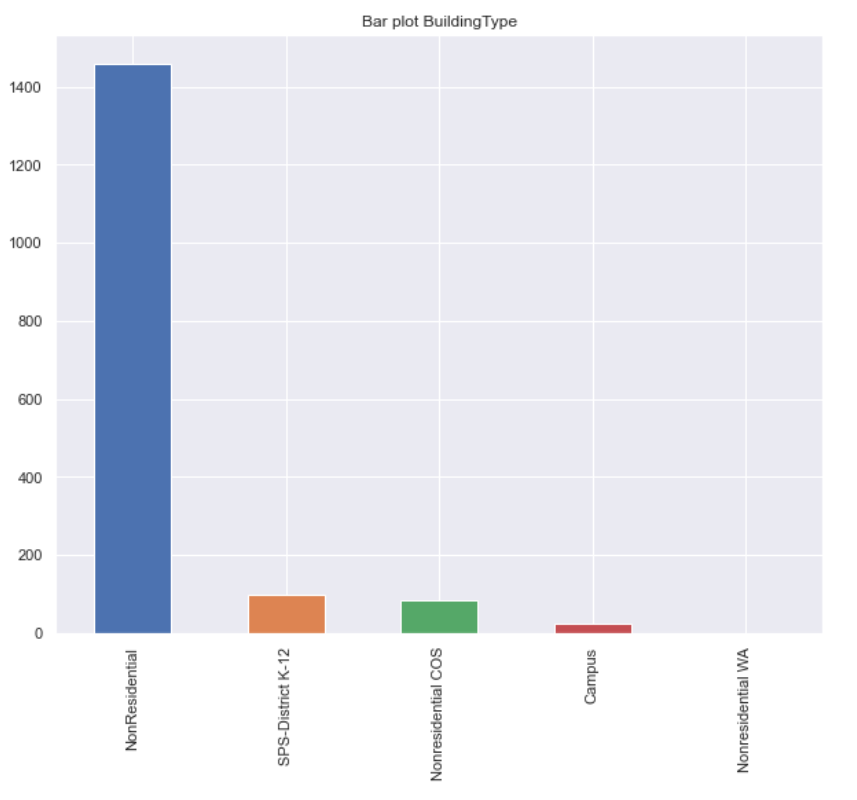 Bar plot BuildingType
1400
1200
1000
800
600
400
200
0
NonResidential
SPS-District K-12
Nonresidential COS
Campus
Nonresidential WA